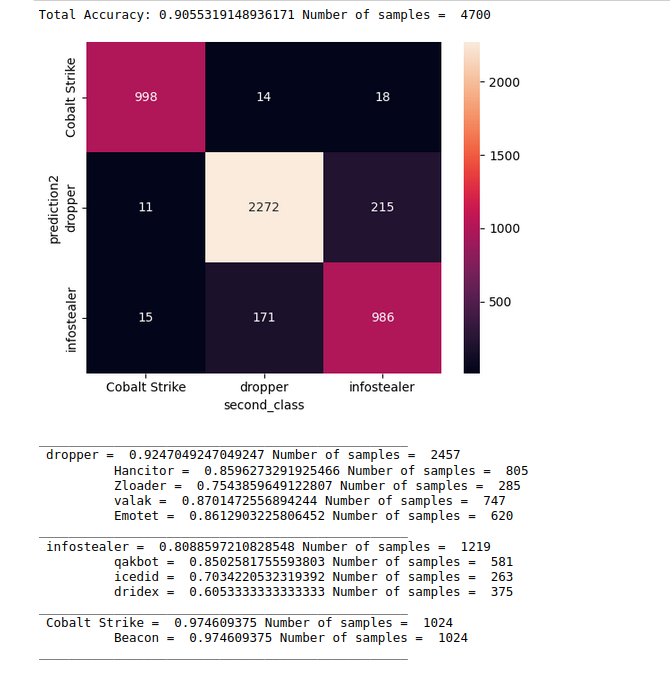 Total Accuracy: 0.9055319148936171 Number of samples =  4700
Cobalt Strike
998
14
18
2000
prediction2
dropper
11
2272
215
1500
1000
infostealer
15
171
986
500
Cobalt Strike
dropper
infostealer
second_class
dropper =  0.9247049247049247 Number of samples =  2457
Hancitor =  0.8596273291925466 Number of samples =  805
Zloader =  0.7543859649122807 Number of samples =  285
valak =  0.8701472556894244 Number of samples =  747
Emotet =  0.8612903225806452 Number of samples =  620
infostealer =  0.8088597210828548 Number of samples =  1219
qakbot =  0.8502581755593803 Number of samples =  581
icedid =  0.7034220532319392 Number of samples =  263
dridex =  0.6053333333333333 Number of samples =  375
Cobalt Strike =  0.974609375 Number of samples =  1024
Beacon =  0.974609375 Number of samples =  1024